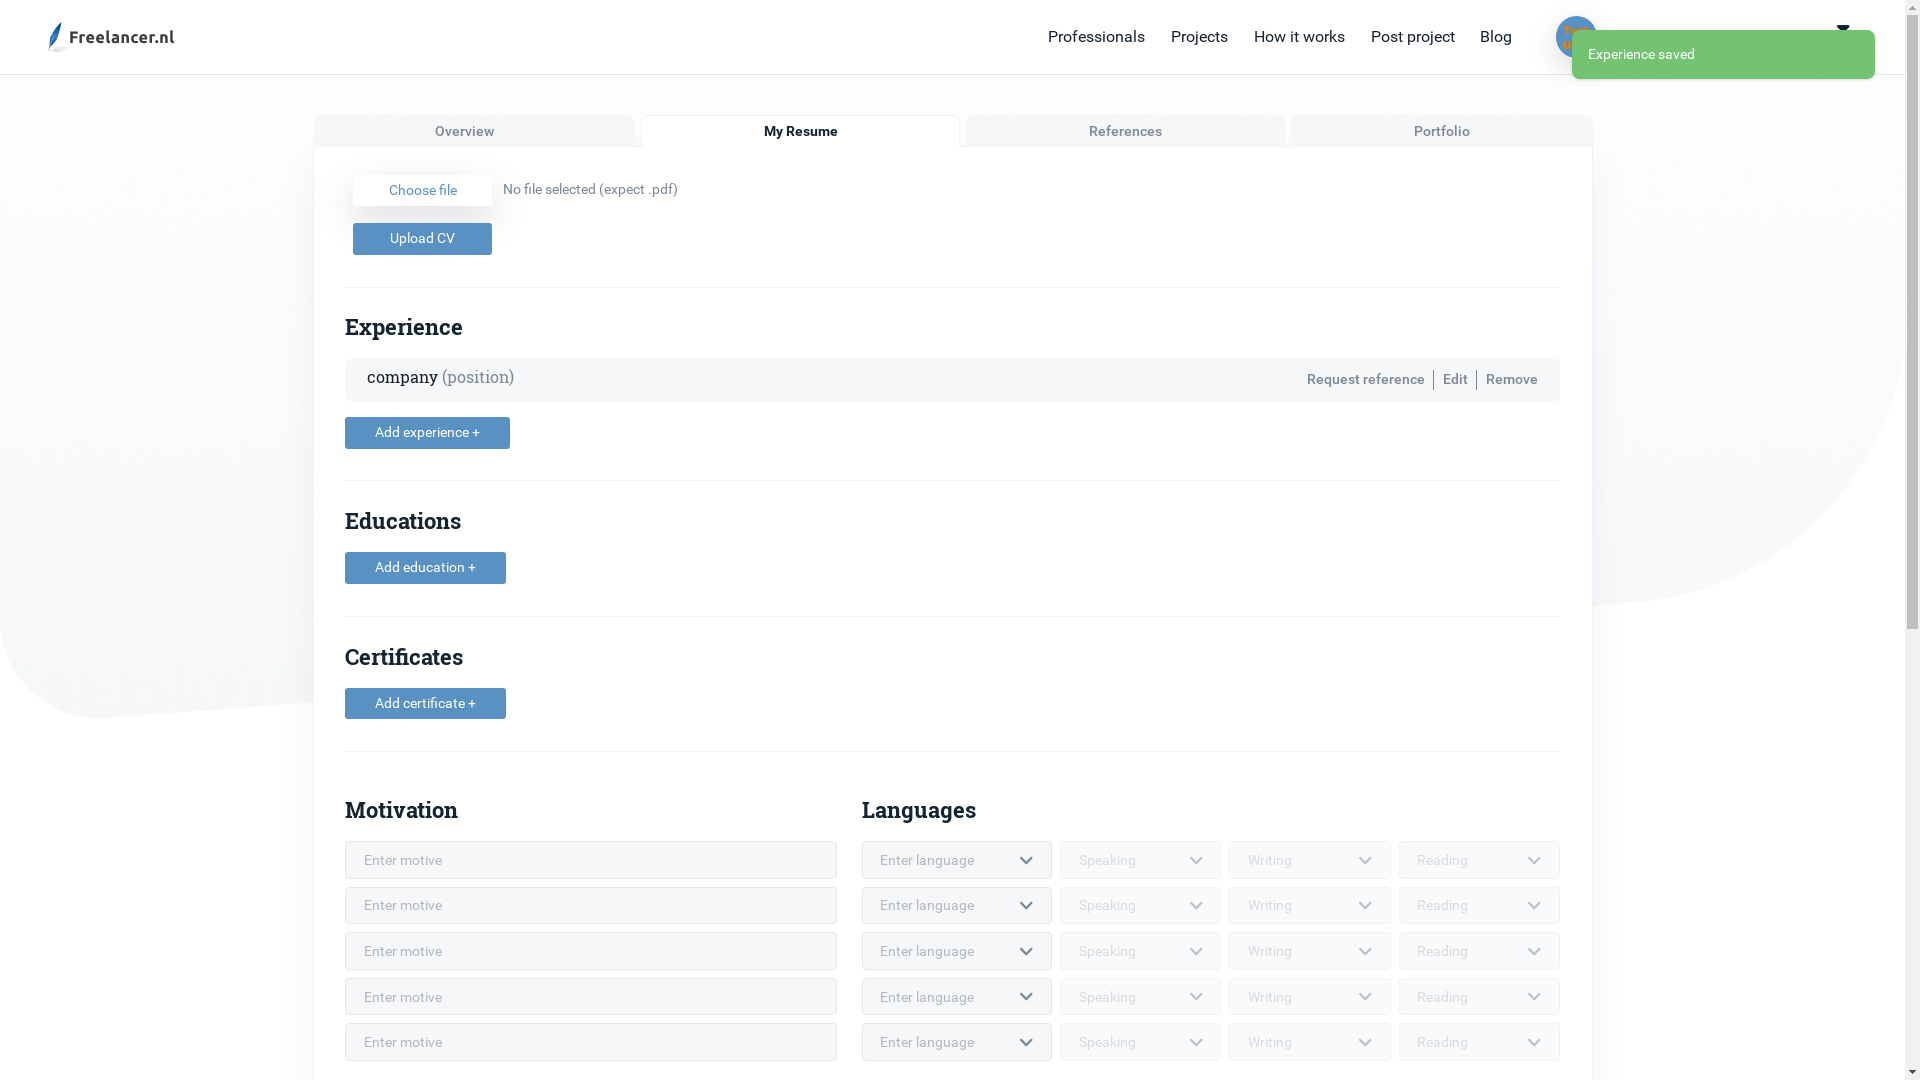 Freelancer.nl
Professionals Projects How it works Post project Blog
Experience saved
Overview My Resume References Portfolio
Choose file No file selected (expect .pdf)
Upload CV
Experience
company (position) Request reference Edit Remove
Add experience +
Educations
Add education +
Certificates
Add certificate +
Motivation Languages
Enter motive Enter language Speaking Writing Reading
Enter motive Enter language Speaking Writing Reading
Enter motive Enter language Speaking Writing Reading
Enter motive Enter language Speaking Writing Reading
Enter motive Enter language Speaking Writing Reading